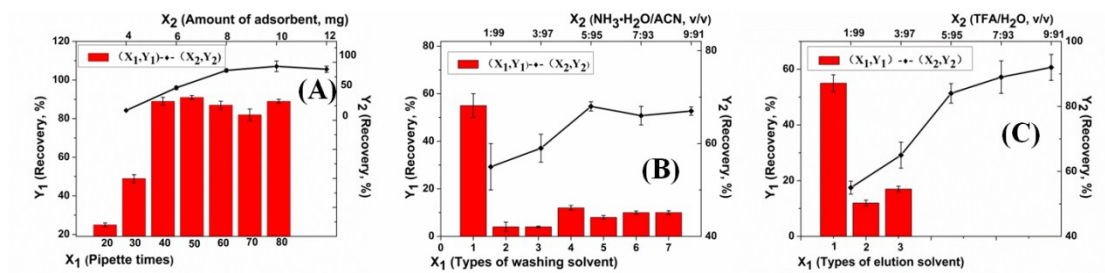 X2 (Amount of adsorbent, mg)
4 6 8 10 12
120
110
100
90
80
70
60
50
40
30
20
100
50
0
(X1,Y1) -♦- (X2,Y2)
(A)
Y1 (Recovery, %)
Y2 (Recovery, %)
20 30 40 50 60 70 80
X1 (Pipette times)
X2 (NH3•H2O/ACN, v/v)
1:99 3:97 5:95 7:93 9:91
80
60
40
20
0
80
60
40
(X1,Y1) -♦- (X2,Y2)
(B)
Y1 (Recovery, %)
Y2 (Recovery, %)
0 1 2 3 4 5 6 7
X1 (Types of washing solvent)
X2 (TFA/H2O, v/v)
1:99 3:97 5:95 7:93 9:91
60
40
20
0
100
80
60
40
(X1,Y1) -♦- (X2,Y2)
(C)
Y1 (Recovery, %)
Y2 (Recovery, %)
1 2 3
X1 (Types of elution solvent)